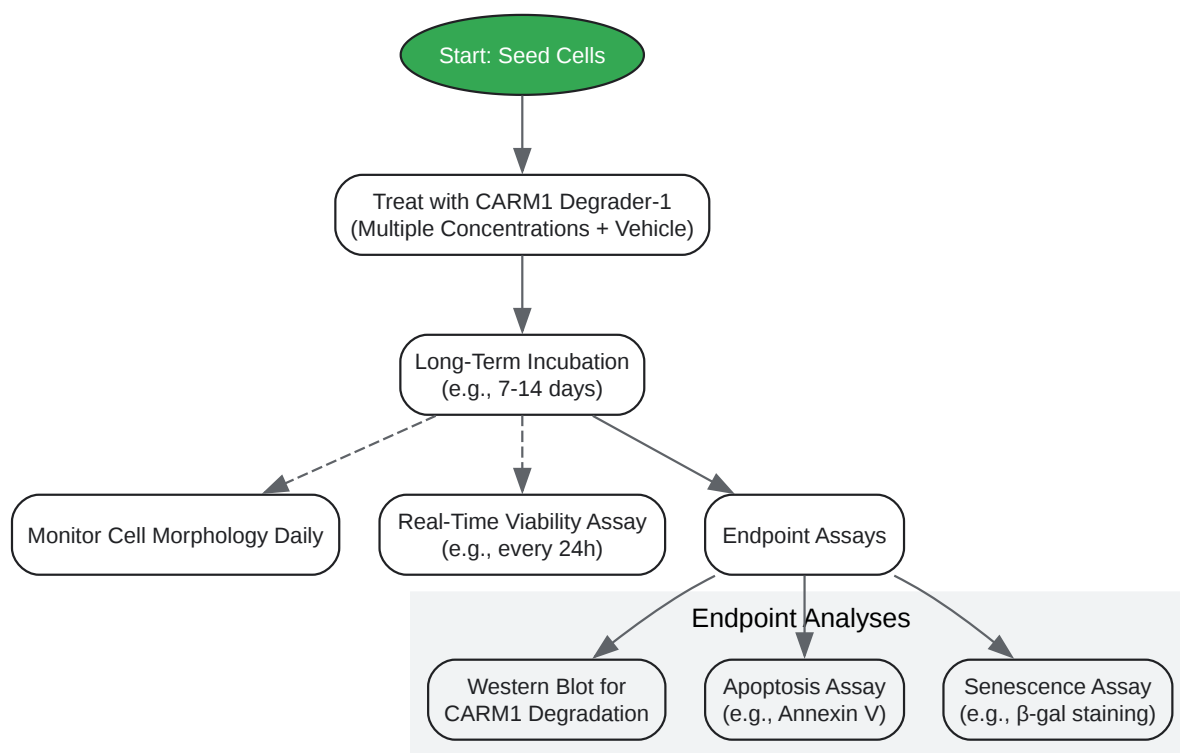 Start: Seed Cells
Treat with CARM1 Degrader-1
(Multiple Concentrations + Vehicle)
Long-Term Incubation
(e.g., 7-14 days)
Monitor Cell Morphology Daily
Real-Time Viability Assay
(e.g., every 24h)
Endpoint Assays
Endpoint Analyses
Western Blot for
CARM1 Degradation
Apoptosis Assay
(e.g., Annexin V)
Senescence Assay
(e.g., β-gal staining)